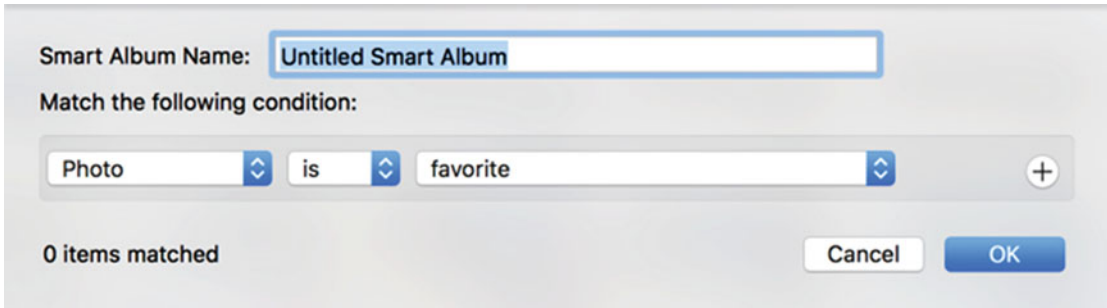 Smart Album Name: Untitled Smart Album
Match the following condition:
Photo is favorite
0 items matched Cancel OK